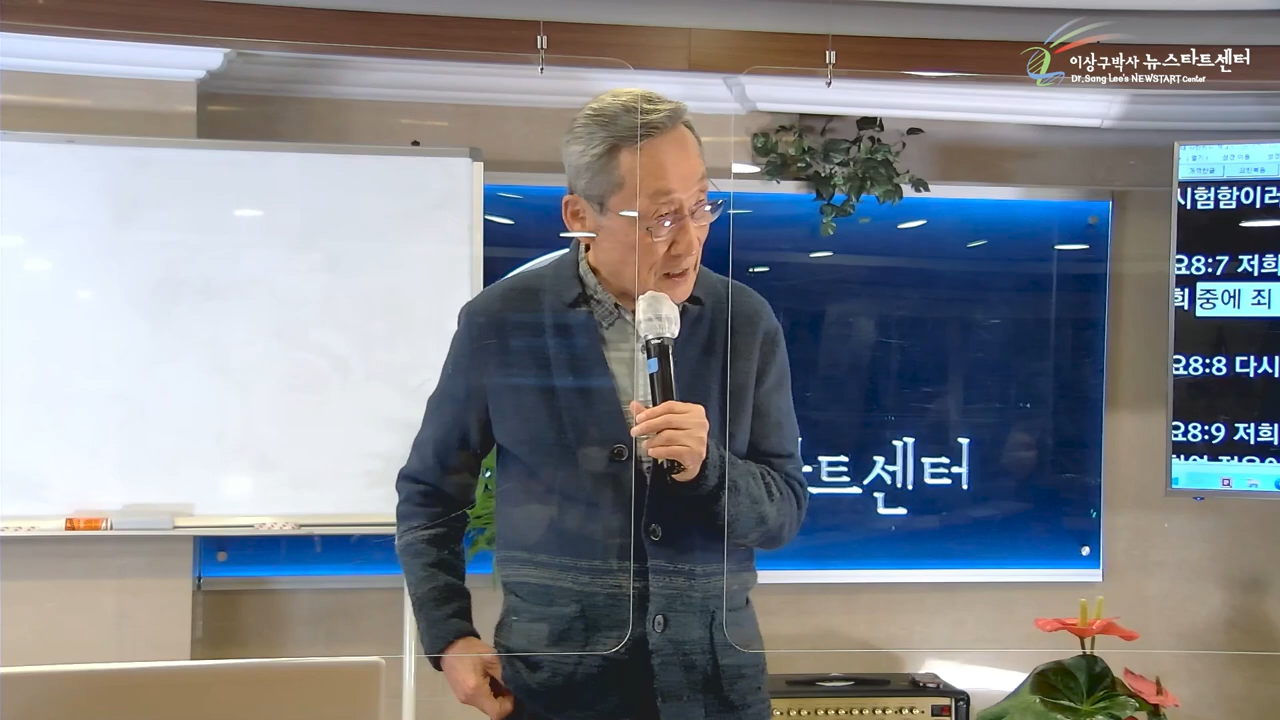 이상구박사 뉴스타트센터
Dr. Sang Lee's NEWSTART Center
시험함이러
요8:7 저희
희 중에 죄
요8:8 다시
요8:9 저희
타트센터